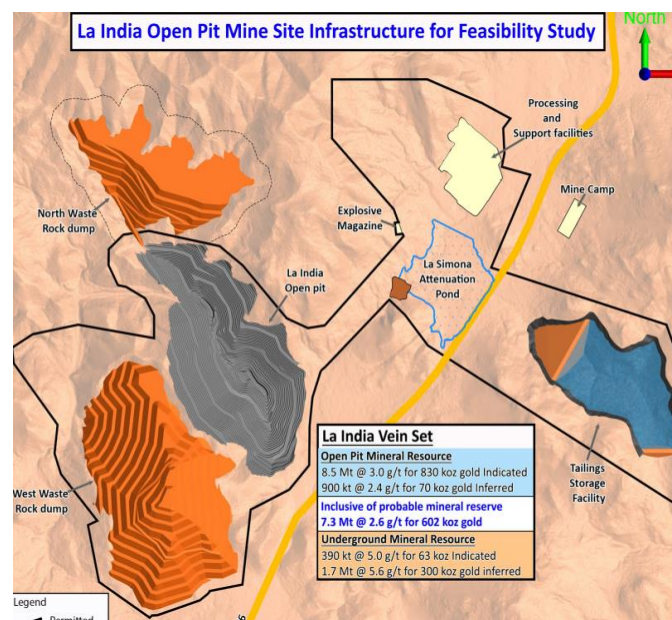 La India Open Pit Mine Site Infrastructure for Feasibility Study
North
Processing
and
Support facilities
Mine Camp
North Waste
Rock dump
Explosive
Magazine
La India
Open pit
La Simona
Attenuation
Pond
La India Vein Set
Open Pit Mineral Resource
8.5 Mt @ 3.0 g/t for 830 koz gold Indicated
900 kt @ 2.4 g/t for 70 koz gold Inferred
Inclusive of probable mineral reserve
7.3 Mt @ 2.6 g/t for 602 koz gold
Underground Mineral Resource
390 kt @ 5.0 g/t for 63 koz Indicated
1.7 Mt @ 5.6 g/t for 300 koz gold inferred
Tailings
Storage
Facility
West Waste
Rock dump
Legend